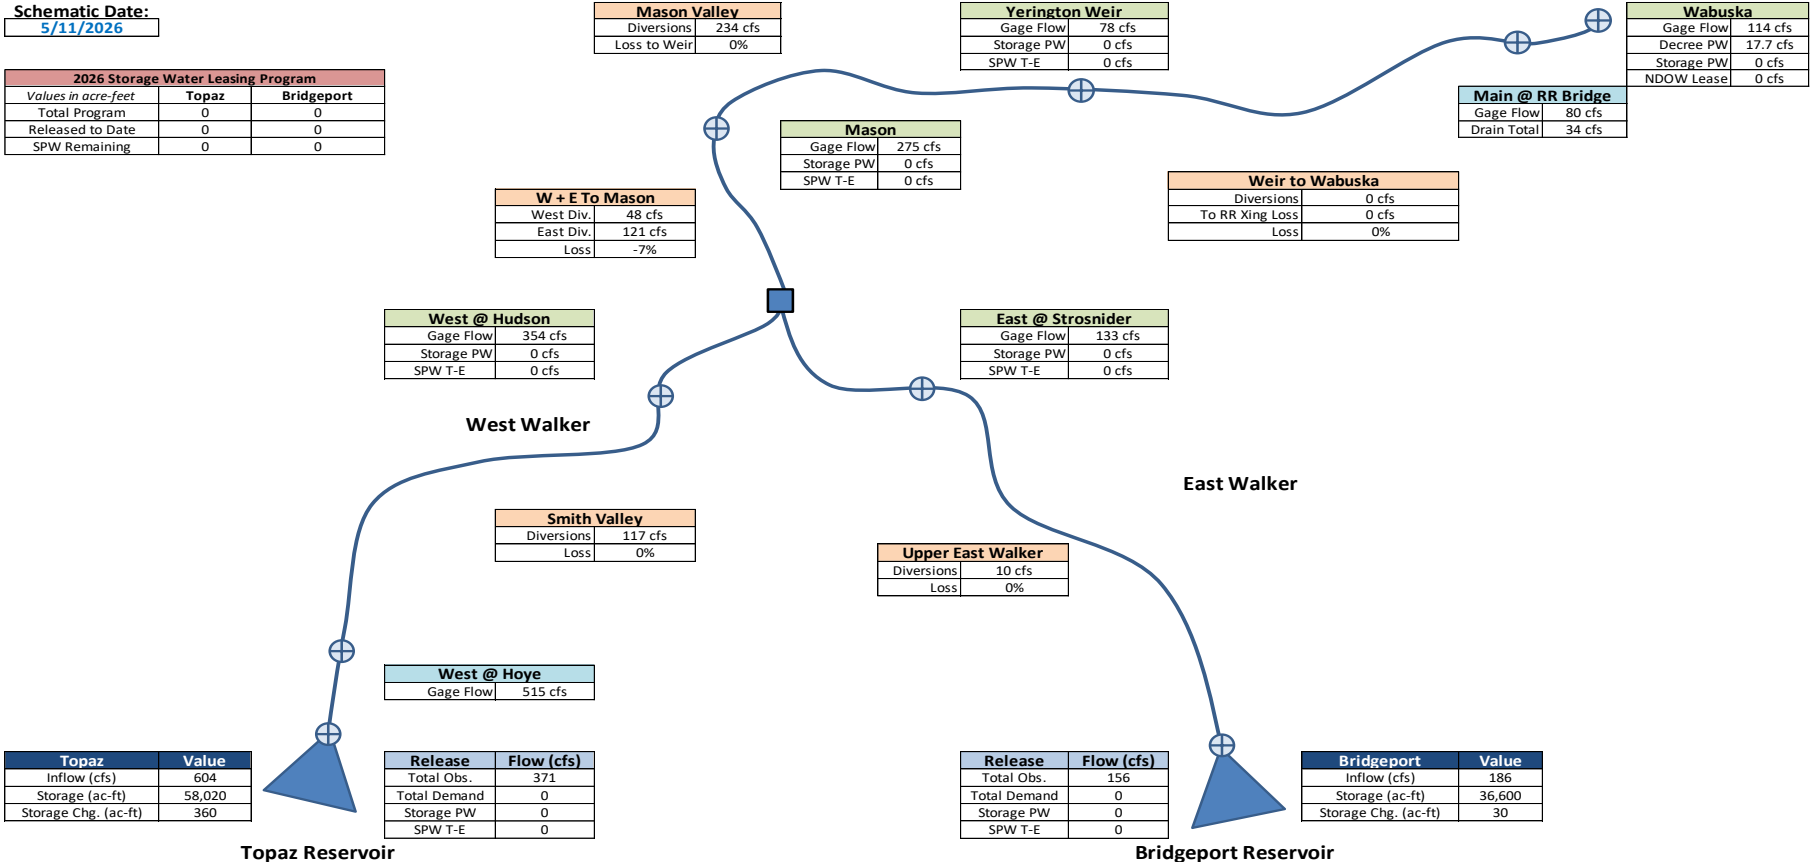 Schematic Date:
5/11/2026
2026 Storage Water Leasing Program
Values in acre-feet Topaz Bridgeport
Total Program 0 0
Released to Date 0 0
SPW Remaining 0 0
Mason Valley
Diversions 234 cfs
Loss to Weir 0%
Yerington Weir
Gage Flow 78 cfs
Storage PW 0 cfs
SPW T-E 0 cfs
Wabuska
Gage Flow 114 cfs
Decree PW 17.7 cfs
Storage PW 0 cfs
NDOW Lease 0 cfs
Main @ RR Bridge
Gage Flow 80 cfs
Drain Total 34 cfs
Mason
Gage Flow 275 cfs
Storage PW 0 cfs
SPW T-E 0 cfs
W + E To Mason
West Div. 48 cfs
East Div. 121 cfs
Loss -7%
Weir to Wabuska
Diversions 0 cfs
To RR Xing Loss 0 cfs
Loss 0%
West @ Hudson
Gage Flow 354 cfs
Storage PW 0 cfs
SPW T-E 0 cfs
East @ Strosnider
Gage Flow 133 cfs
Storage PW 0 cfs
SPW T-E 0 cfs
West Walker
East Walker
Smith Valley
Diversions 117 cfs
Loss 0%
Upper East Walker
Diversions 10 cfs
Loss 0%
West @ Hoye
Gage Flow 515 cfs
Topaz Value
Inflow (cfs) 604
Storage (ac-ft) 58,020
Storage Chg. (ac-ft) 360
Release Flow (cfs)
Total Obs. 371
Total Demand 0
Storage PW 0
SPW T-E 0
Topaz Reservoir
Release Flow (cfs)
Total Obs. 156
Total Demand 0
Storage PW 0
SPW T-E 0
Bridgeport Value
Inflow (cfs) 186
Storage (ac-ft) 36,600
Storage Chg. (ac-ft) 30
Bridgeport Reservoir